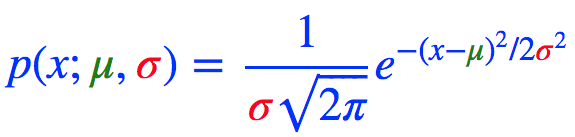 p(x; μ, σ) = 1 / (σ√(2π)) e^(−(x−μ)²/2σ²)